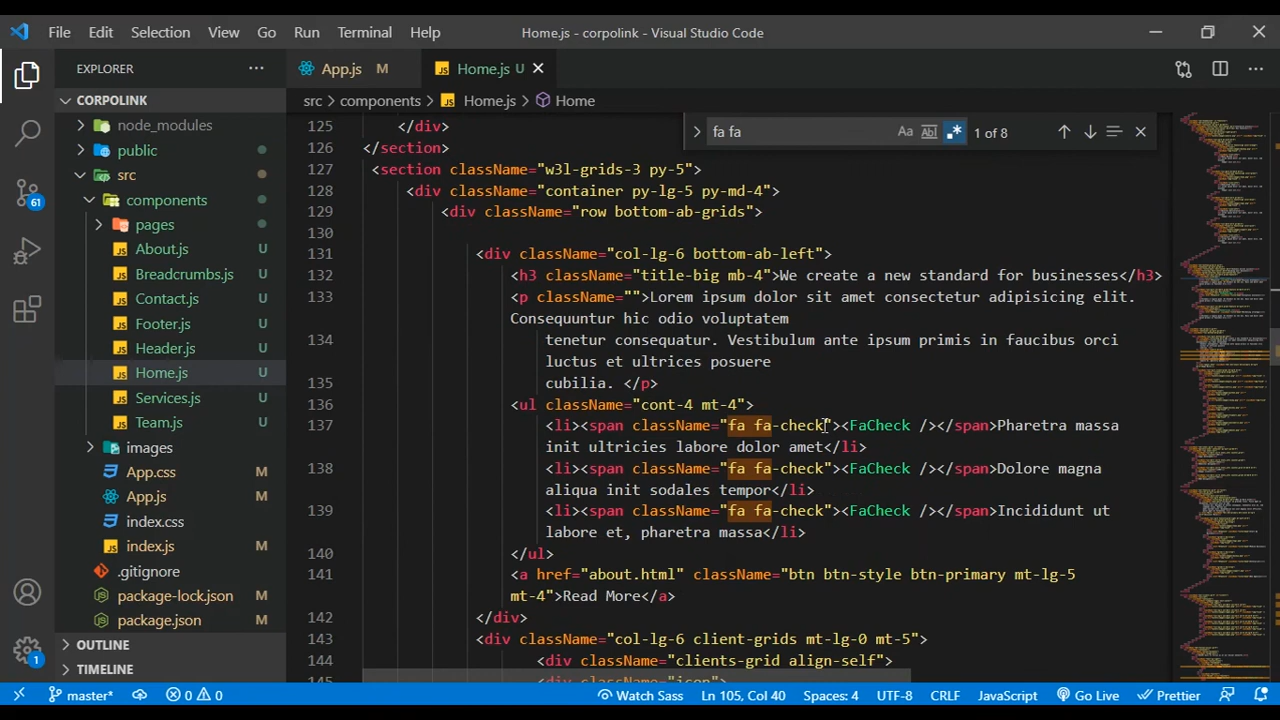 File Edit Selection View Go Run Terminal Help Home.js - corpolink - Visual Studio Code
EXPLORER
App.js M Home.js U
CORPOLINK
src components Home.js Home
node_modules
public
src
components
pages
About.js U
Breadcrumbs.js U
Contact.js U
Footer.js U
Header.js U
Home.js U
Services.js U
Team.js U
images
App.css
App.js M
index.css
index.js
.gitignore
package-lock.json
package.json
OUTLINE
TIMELINE
61
1
fa fa Aa Abl 1 of 8
125 </div>
126 </section>
127 <section className="w3l-grids-3 py-5">
128 <div className="container py-lg-5 py-md-4">
129 <div className="row bottom-ab-grids">
130
131 <div className="col-lg-6 bottom-ab-left">
132 <h3 className="title-big mb-4">We create a new standard for businesses</h3>
133 <p className="">Lorem ipsum dolor sit amet consectetur adipisicing elit.
cquuntur hic odio voluptatem
134 tenetur consequatur. Vestibulum ante ipsum primis in faucibus orci
luctus et ultrices posuere
135 cubilia. </p>
136 <ul className="cont-4 mt-4">
137 <li><span className="fa fa-check"><FaCheck /></span>Pharetra massa
init ultricies labore dolor amet</li>
138 <li><span className="fa fa-check"><FaCheck /></span>Dolore magna
aliqua init sodales tempor</li>
139 <li><span className="fa fa-check"><FaCheck /></span>Incididunt ut
labore et, pharetra massa</li>
140 </ul>
141 <a href="about.html" className="btn btn-style btn-primary mt-lg-5
mt-4">Read More</a>
142 </div>
143 <div className="col-lg-6 client-grids mt-lg-0 mt-5">
144 <div className="clients-grid align-self">
145 <div className="icon">
master* 0 0 Watch Sass Ln 105, Col 40 Spaces: 4 UTF-8 CRLF JavaScript Go Live Prettier